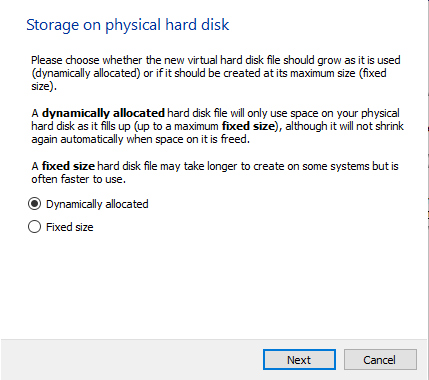 Storage on physical hard disk
Please choose whether the new virtual hard disk file should grow as it is used
(dynamically allocated) or if it should be created at its maximum size (fixed
size).
A dynamically allocated hard disk file will only use space on your physical
hard disk as it fills up (up to a maximum fixed size), although it will not shrink
again automatically when space on it is freed.
A fixed size hard disk file may take longer to create on some systems but is
often faster to use.
Dynamically allocated
Fixed size
Next
Cancel